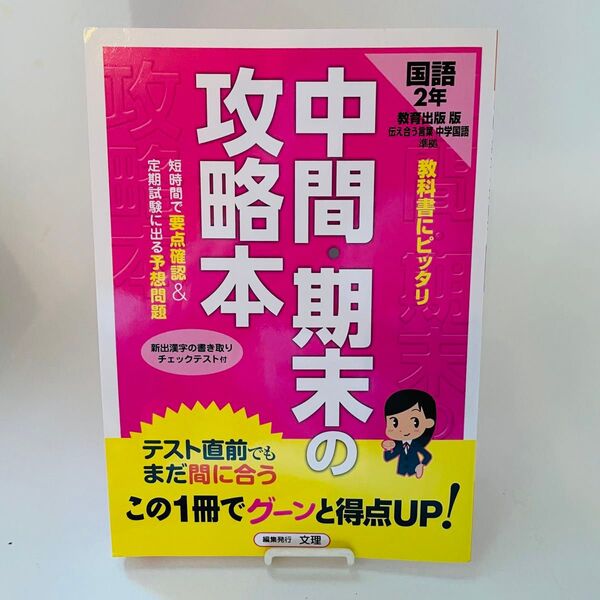 国語
2年
教育出版 版
伝え合う言葉 中学国語
準拠
教科書にピッタリ
中間・期末の
攻略本
短時間で要点確認&
定期試験に出る予想問題
新出漢字の書き取り
チェックテスト付
テスト直前でも
まだ間に合う
この1冊でグーンと得点UP!
編集発行 文理